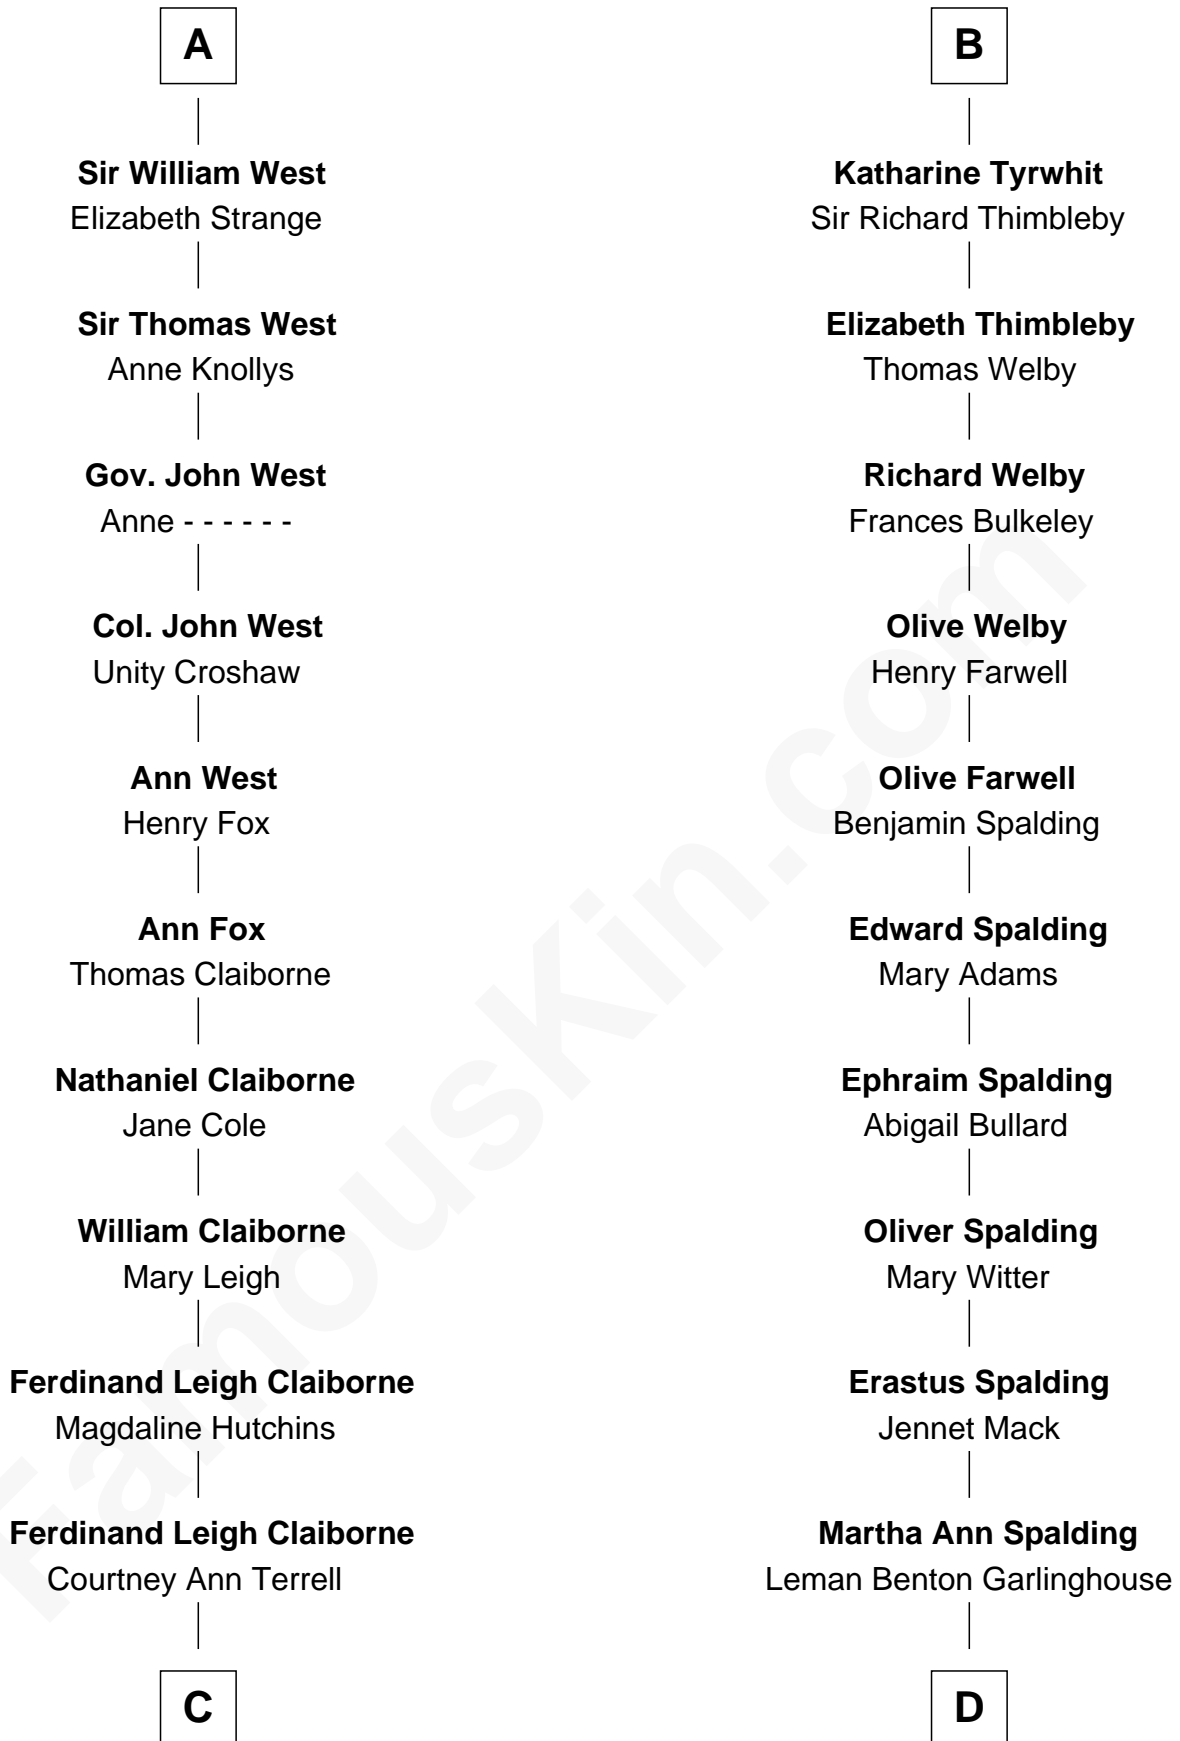 A
Sir William West
Elizabeth Strange
Sir Thomas West
Anne Knollys
Gov. John West
Anne - - - - - -
Col. John West
Unity Croshaw
Ann West
Henry Fox
Ann Fox
Thomas Claiborne
Nathaniel Claiborne
Jane Cole
William Claiborne
Mary Leigh
Ferdinand Leigh Claiborne
Magdaline Hutchins
Ferdinand Leigh Claiborne
Courtney Ann Terrell
C
B
Katharine Tyrwhit
Sir Richard Thimbleby
Elizabeth Thimbleby
Thomas Welby
Richard Welby
Frances Bulkeley
Olive Welby
Henry Farwell
Olive Farwell
Benjamin Spalding
Edward Spalding
Mary Adams
Ephraim Spalding
Abigail Bullard
Oliver Spalding
Mary Witter
Erastus Spalding
Jennet Mack
Martha Ann Spalding
Leman Benton Garlinghouse
D
FamousKin.com